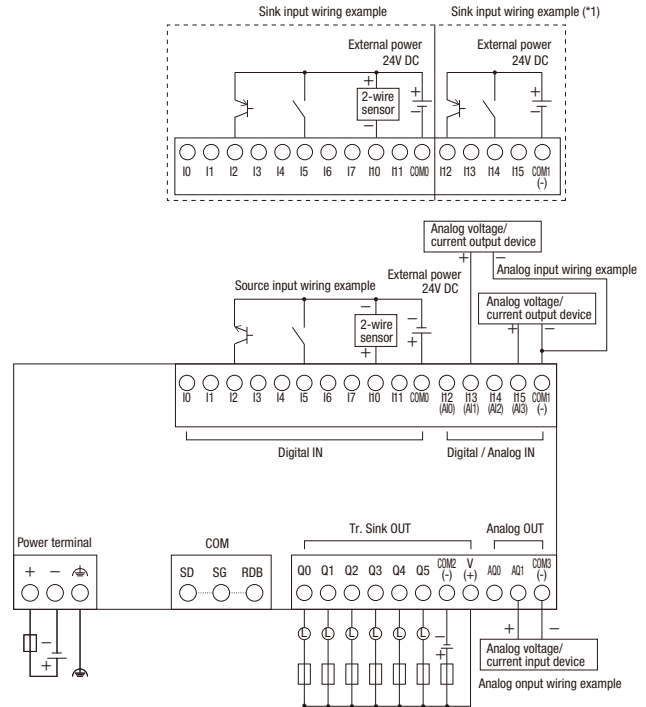 Sink input wiring example Sink input wiring example (*1)
External power
24V DC
External power
24V DC
+ 2-wire sensor −
+ −
+ −
I0 I1 I2 I3 I4 I5 I6 I7 I10 I11 COM0 I12 I13 I14 I15 COM1 (-)
Analog voltage/
current output device
+ −
Analog input wiring example
Source input wiring example
External power
24V DC
Analog voltage/
current output device
+ −
− 2-wire sensor +
− +
I0 I1 I2 I3 I4 I5 I6 I7 I10 I11 COM0 I12 (AI0) I13 (AI1) I14 (AI2) I15 (AI3) COM1 (-)
Digital IN Digital / Analog IN
Tr. Sink OUT Analog OUT
Power terminal COM
+ −
SD SG RDB
Q0 Q1 Q2 Q3 Q4 Q5 COM2 (-) V (+) AQ0 AQ1 COM3 (-)
− +
L L L L L L
− +
+ −
Analog voltage/
current input device
Analog onput wiring example